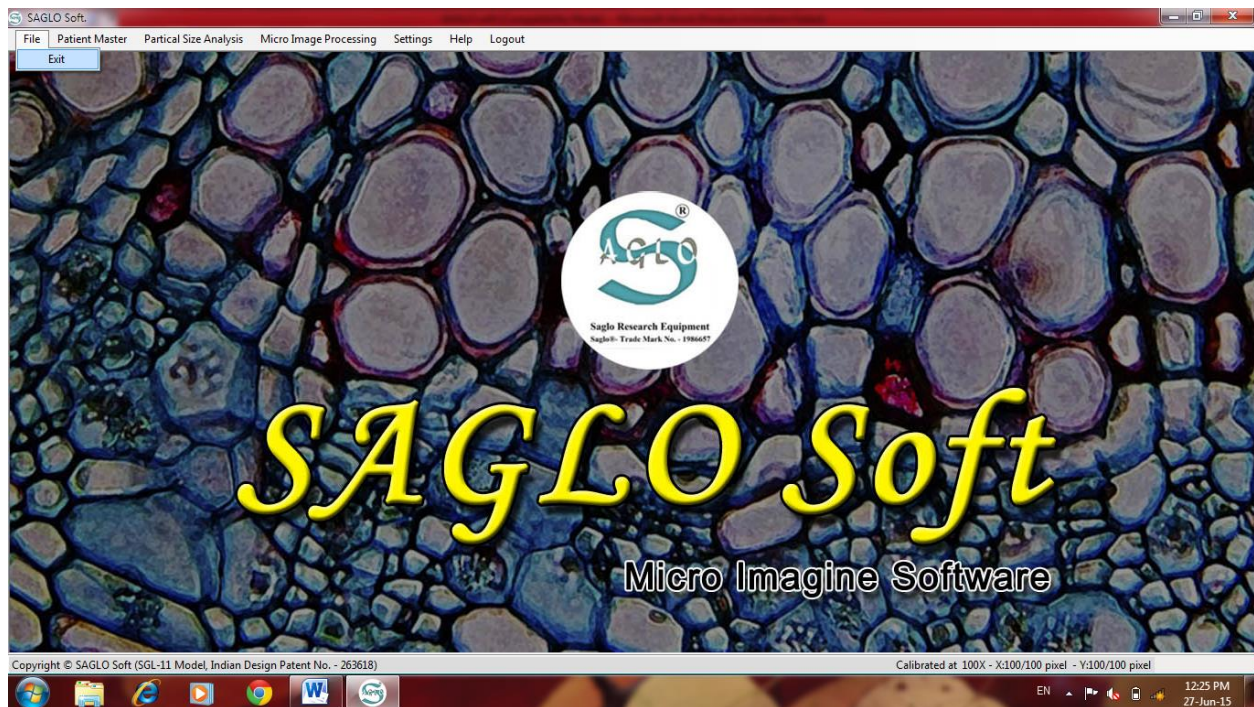 SAGLO Soft.
File Patient Master Partical Size Analysis Micro Image Processing Settings Help Logout
Exit
®
SAGLO
Saglo Research Equipment
Saglo®- Trade Mark No. - 1986657
SAGLO Soft
Micro Imagine Software
Copyright © SAGLO Soft (SGL-11 Model, Indian Design Patent No. - 263618) Calibrated at 100X - X:100/100 pixel - Y:100/100 pixel
EN 12:25 PM
27-Jun-15